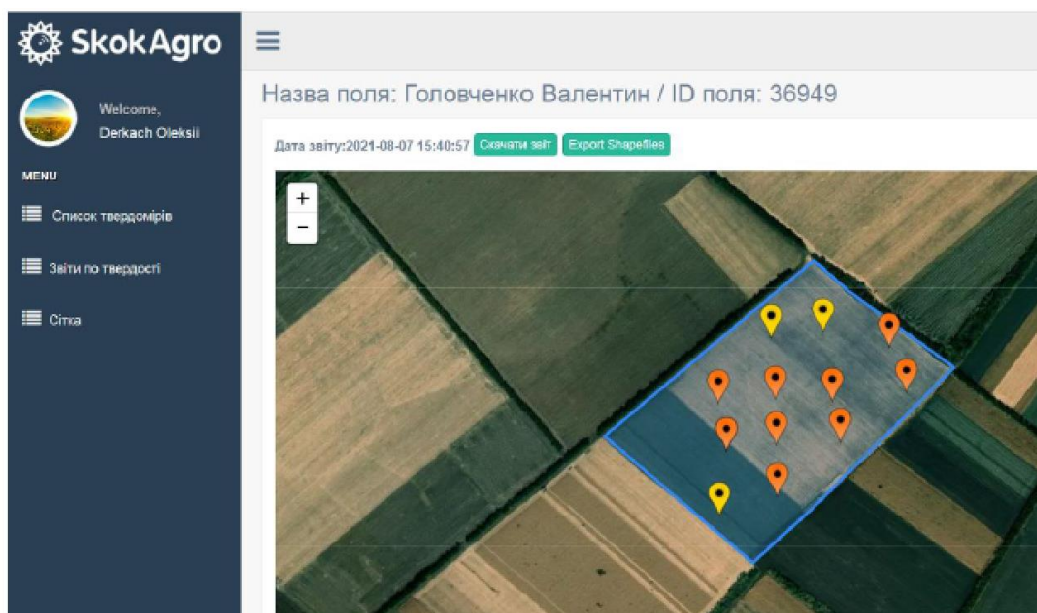 SkokAgro
Welcome,
Derkach Oleksii
MENU
Список твердомірів
Звіти по твердості
Сітка
Назва поля: Головченко Валентин / ID поля: 36949
Дата звіту:2021-08-07 15:40:57 Скачати звіт Export Shapefiles
+
−